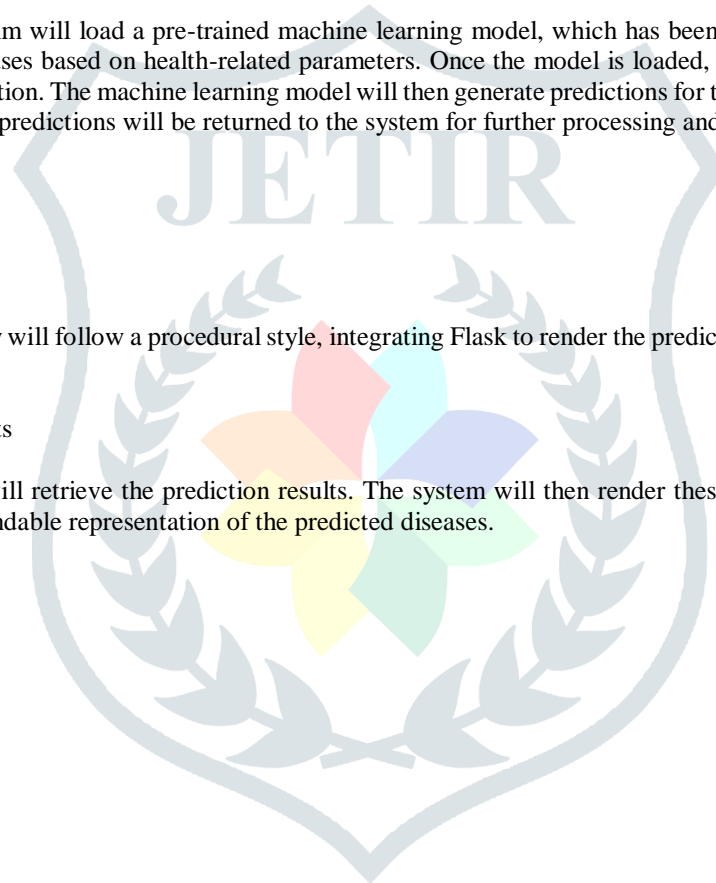 m will load a pre-trained machine learning model, which has been
ses based on health-related parameters. Once the model is loaded,
tion. The machine learning model will then generate predictions for t
predictions will be returned to the system for further processing and
JETIR
will follow a procedural style, integrating Flask to render the predic
ts
ill retrieve the prediction results. The system will then render thes
ndable representation of the predicted diseases.